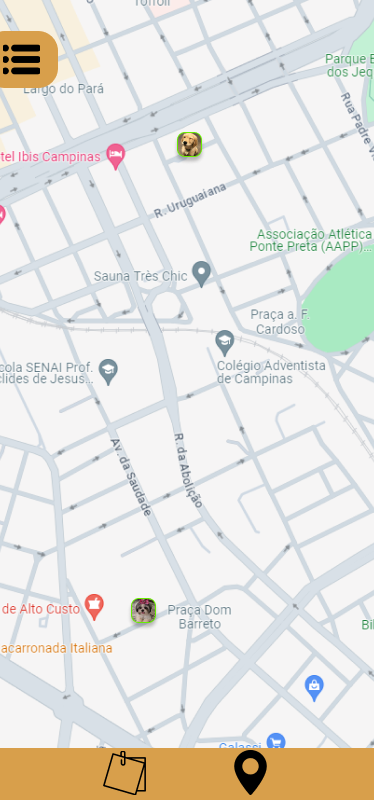 Largo do Pará
Parque E
dos Jeq
Rua Padre V
tel Ibis Campinas
R. Uruguaiana
Associação Atlética
Ponte Preta (AAPP)...
Sauna Três Chic
Praça a. F.
Cardoso
cola SENAI Prof.
clides de Jesus...
Colégio Adventista
de Campinas
Av. da Saudade
R. da Abolição
de Alto Custo
Praça Dom
Barreto
acarronada Italiana
Bi